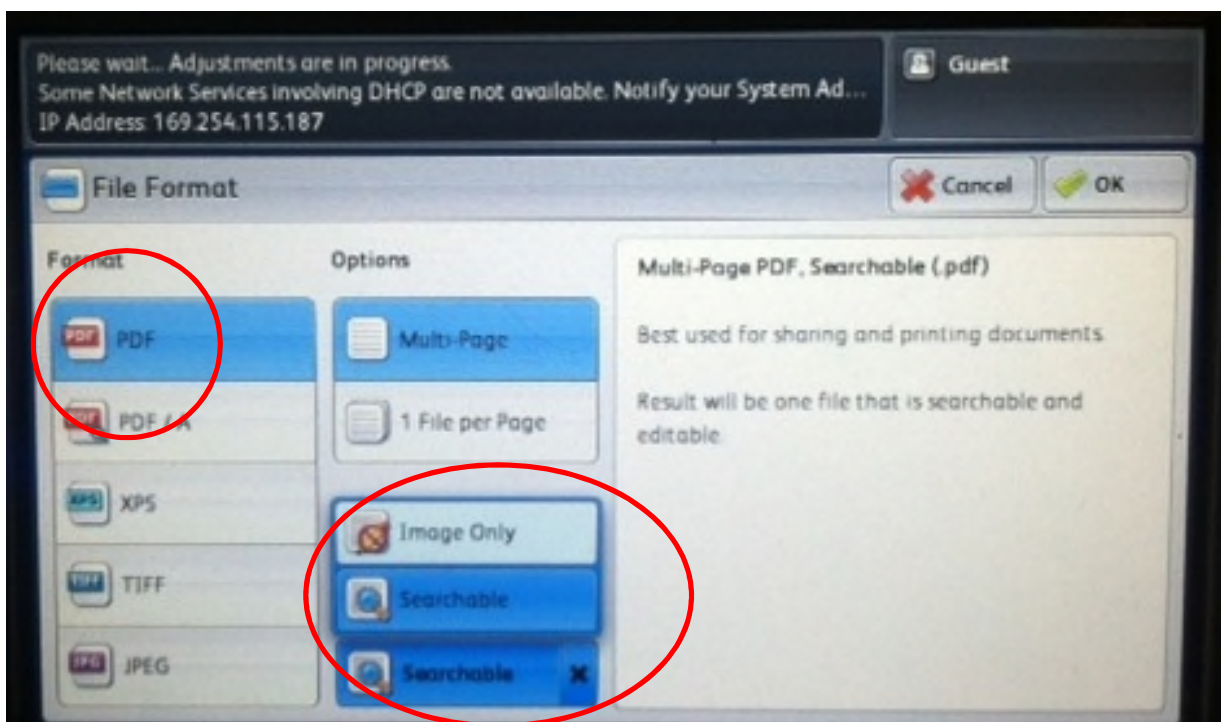 Please wait... Adjustments are in progress.
Some Network Services involving DHCP are not available. Notify your System Ad...
IP Address: 169.254.115.187
Guest
File Format
Cancel
OK
Format
PDF
PDF / A
XPS
TIFF
JPEG
Options
Multi-Page
1 File per Page
Image Only
Searchable
Searchable
Multi-Page PDF, Searchable (.pdf)
Best used for sharing and printing documents.
Result will be one file that is searchable and
editable.